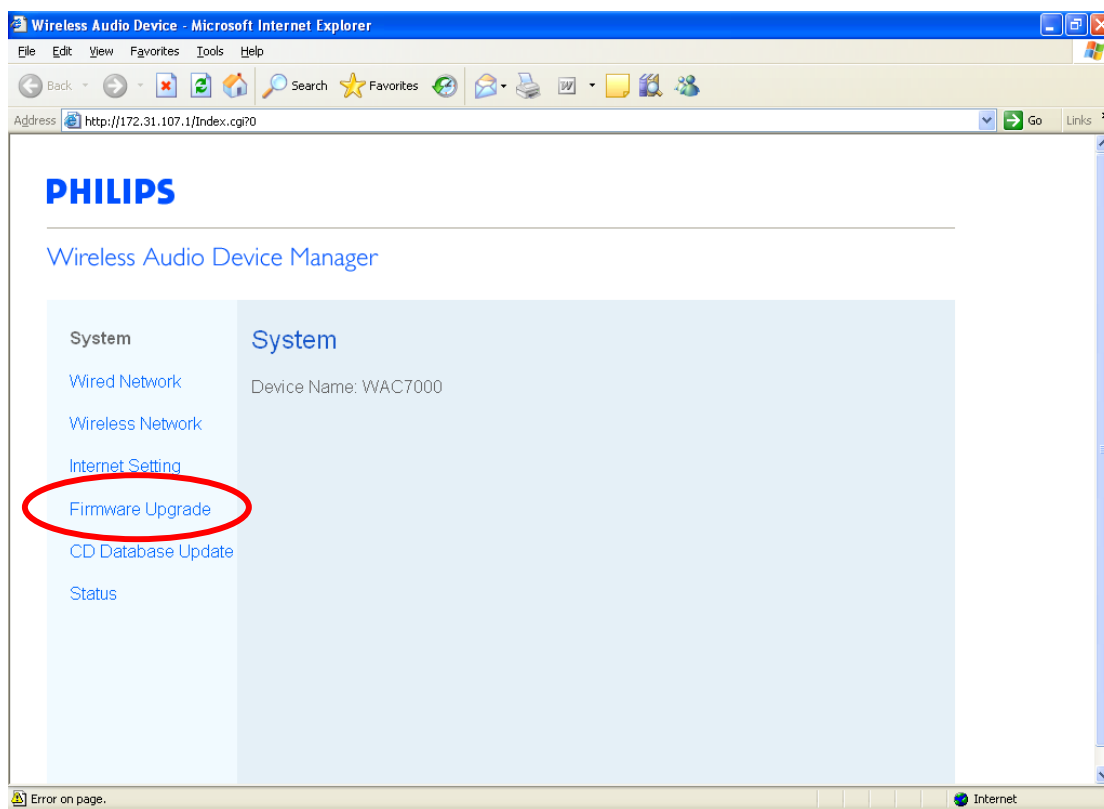 Wireless Audio Device - Microsoft Internet Explorer
File Edit View Favorites Tools Help
Back Search Favorites
Address http://172.31.107.1/Index.cgi?0 Go Links
PHILIPS
Wireless Audio Device Manager
System
System
Wired Network
Device Name: WAC7000
Wireless Network
Internet Setting
Firmware Upgrade
CD Database Update
Status
Error on page. Internet